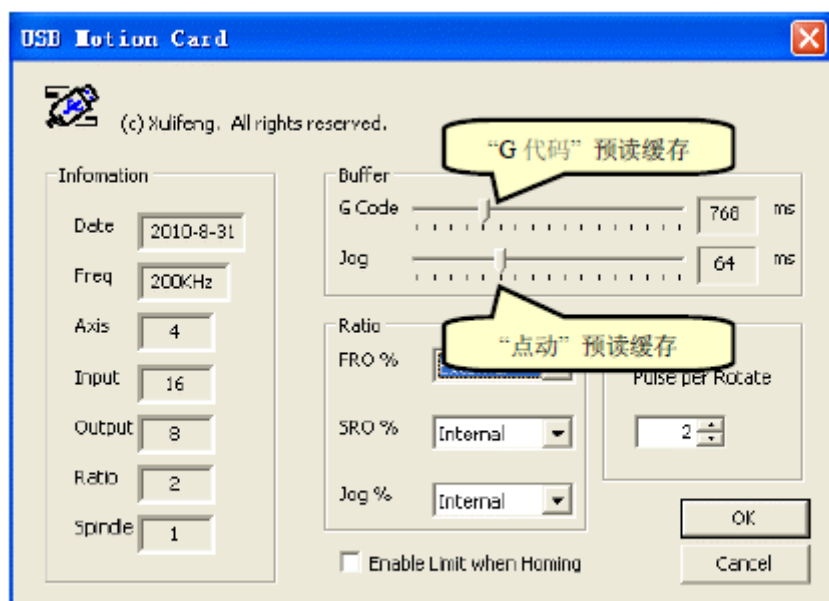 USB Motion Card
(c) Xulifeng. All rights reserved.
“G 代码” 预读缓存
Infomation
Date 2010-8-31
Freq 200KHz
Axis 4
Input 16
Output 8
Ratio 2
Spindle 1
Buffer
G Code 768 ms
Jog 64 ms
“点动” 预读缓存
Ratio
FRO %
SRO % Internal
Jog % Internal
Pulse per Rotate
2
Enable Limit when Homing
OK
Cancel